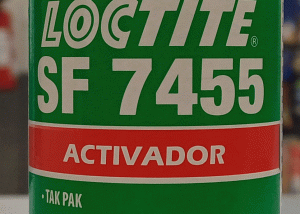 LOCTITE®
SF 7455
ACTIVADOR
• TAK PAK